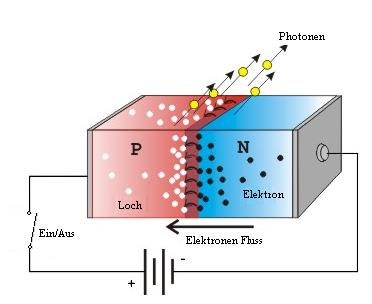 Photonen
P
N
Elektron
Loch
Elektronen Fluss
Ein/Aus
+
-